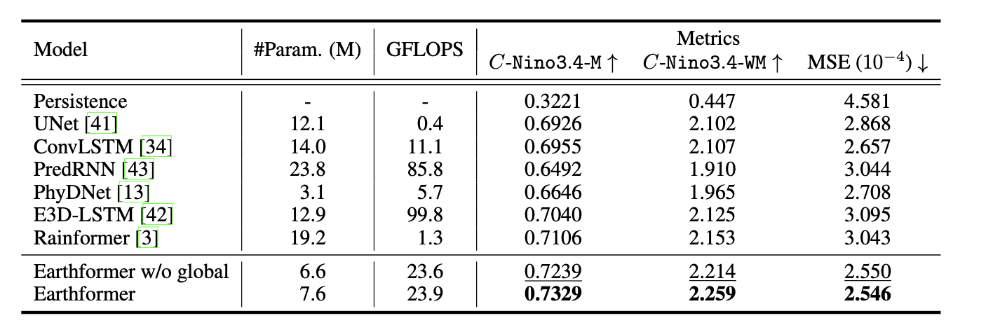 Model #Param. (M) GFLOPS Metrics
C-Nino3.4-M ↑ C-Nino3.4-WM ↑ MSE (10⁻⁴) ↓
Persistence - - 0.3221 0.447 4.581
UNet [41] 12.1 0.4 0.6926 2.102 2.868
ConvLSTM [34] 14.0 11.1 0.6955 2.107 2.657
PredRNN [43] 23.8 85.8 0.6492 1.910 3.044
PhyDNet [13] 3.1 5.7 0.6646 1.965 2.708
E3D-LSTM [42] 12.9 99.8 0.7040 2.125 3.095
Rainformer [3] 19.2 1.3 0.7106 2.153 3.043
Earthformer w/o global 6.6 23.6 0.7239 2.214 2.550
Earthformer 7.6 23.9 0.7329 2.259 2.546